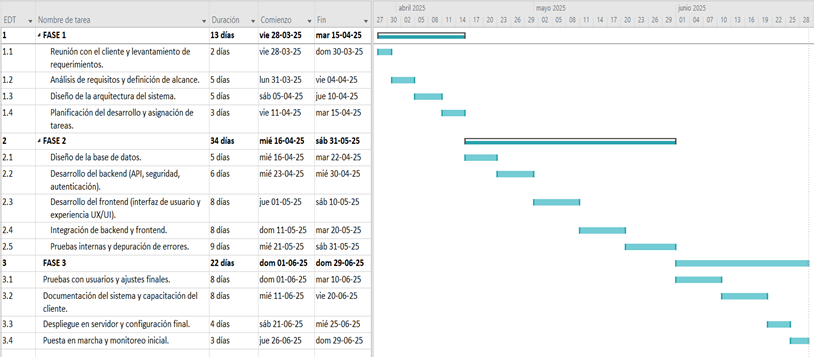 abril 2025 mayo 2025 junio 2025
EDT Nombre de tarea Duración Comienzo Fin 27 30 02 05 08 11 14 17 20 23 26 29 02 05 08 11 14 17 20 23 26 29 01 04 07 10 13 16 19 22 25 28
1 FASE 1 13 días vie 28-03-25 mar 15-04-25
1.1 Reunión con el cliente y levantamiento de 2 días vie 28-03-25 dom 30-03-25
requerimientos.
1.2 Análisis de requisitos y definición de alcance. 5 días lun 31-03-25 vie 04-04-25
1.3 Diseño de la arquitectura del sistema. 5 días sáb 05-04-25 jue 10-04-25
1.4 Planificación del desarrollo y asignación de 3 días vie 11-04-25 mar 15-04-25
tareas.
2 FASE 2 34 días mié 16-04-25 sáb 31-05-25
2.1 Diseño de la base de datos. 5 días mié 16-04-25 mar 22-04-25
2.2 Desarrollo del backend (API, seguridad, 6 días mié 23-04-25 mié 30-04-25
autenticación).
2.3 Desarrollo del frontend (interfaz de usuario y 8 días jue 01-05-25 sáb 10-05-25
experiencia UX/UI).
2.4 Integración de backend y frontend. 8 días dom 11-05-25 mar 20-05-25
2.5 Pruebas internas y depuración de errores. 9 días mié 21-05-25 sáb 31-05-25
3 FASE 3 22 días dom 01-06-25 dom 29-06-25
3.1 Pruebas con usuarios y ajustes finales. 8 días dom 01-06-25 mar 10-06-25
3.2 Documentación del sistema y capacitación del 8 días mié 11-06-25 vie 20-06-25
cliente.
3.3 Despliegue en servidor y configuración final. 4 días sáb 21-06-25 mié 25-06-25
3.4 Puesta en marcha y monitoreo inicial. 3 días jue 26-06-25 dom 29-06-25